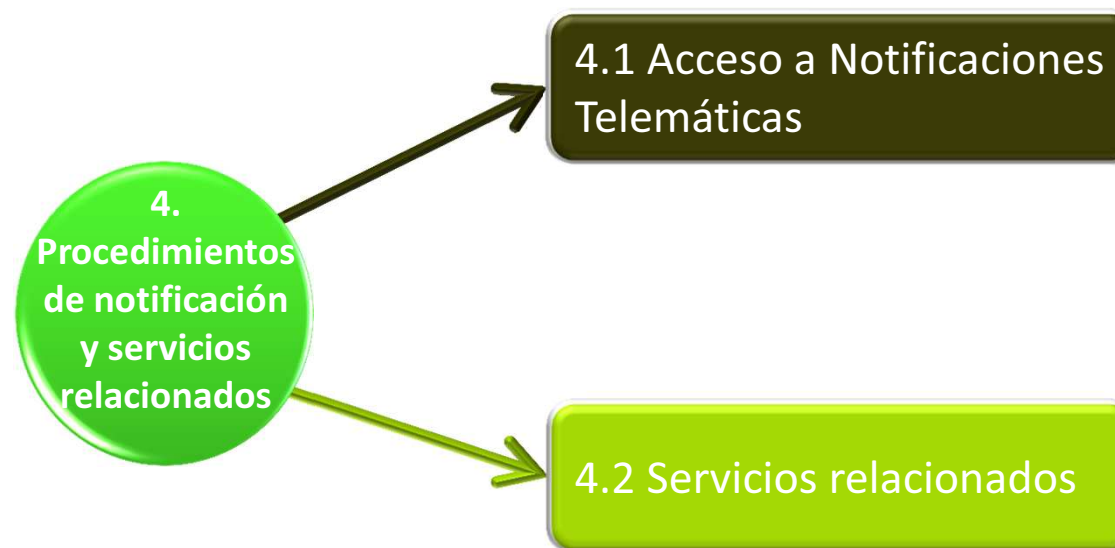 4.
Procedimientos
de notificación
y servicios
relacionados
4.1 Acceso a Notificaciones
Telemáticas
4.2 Servicios relacionados